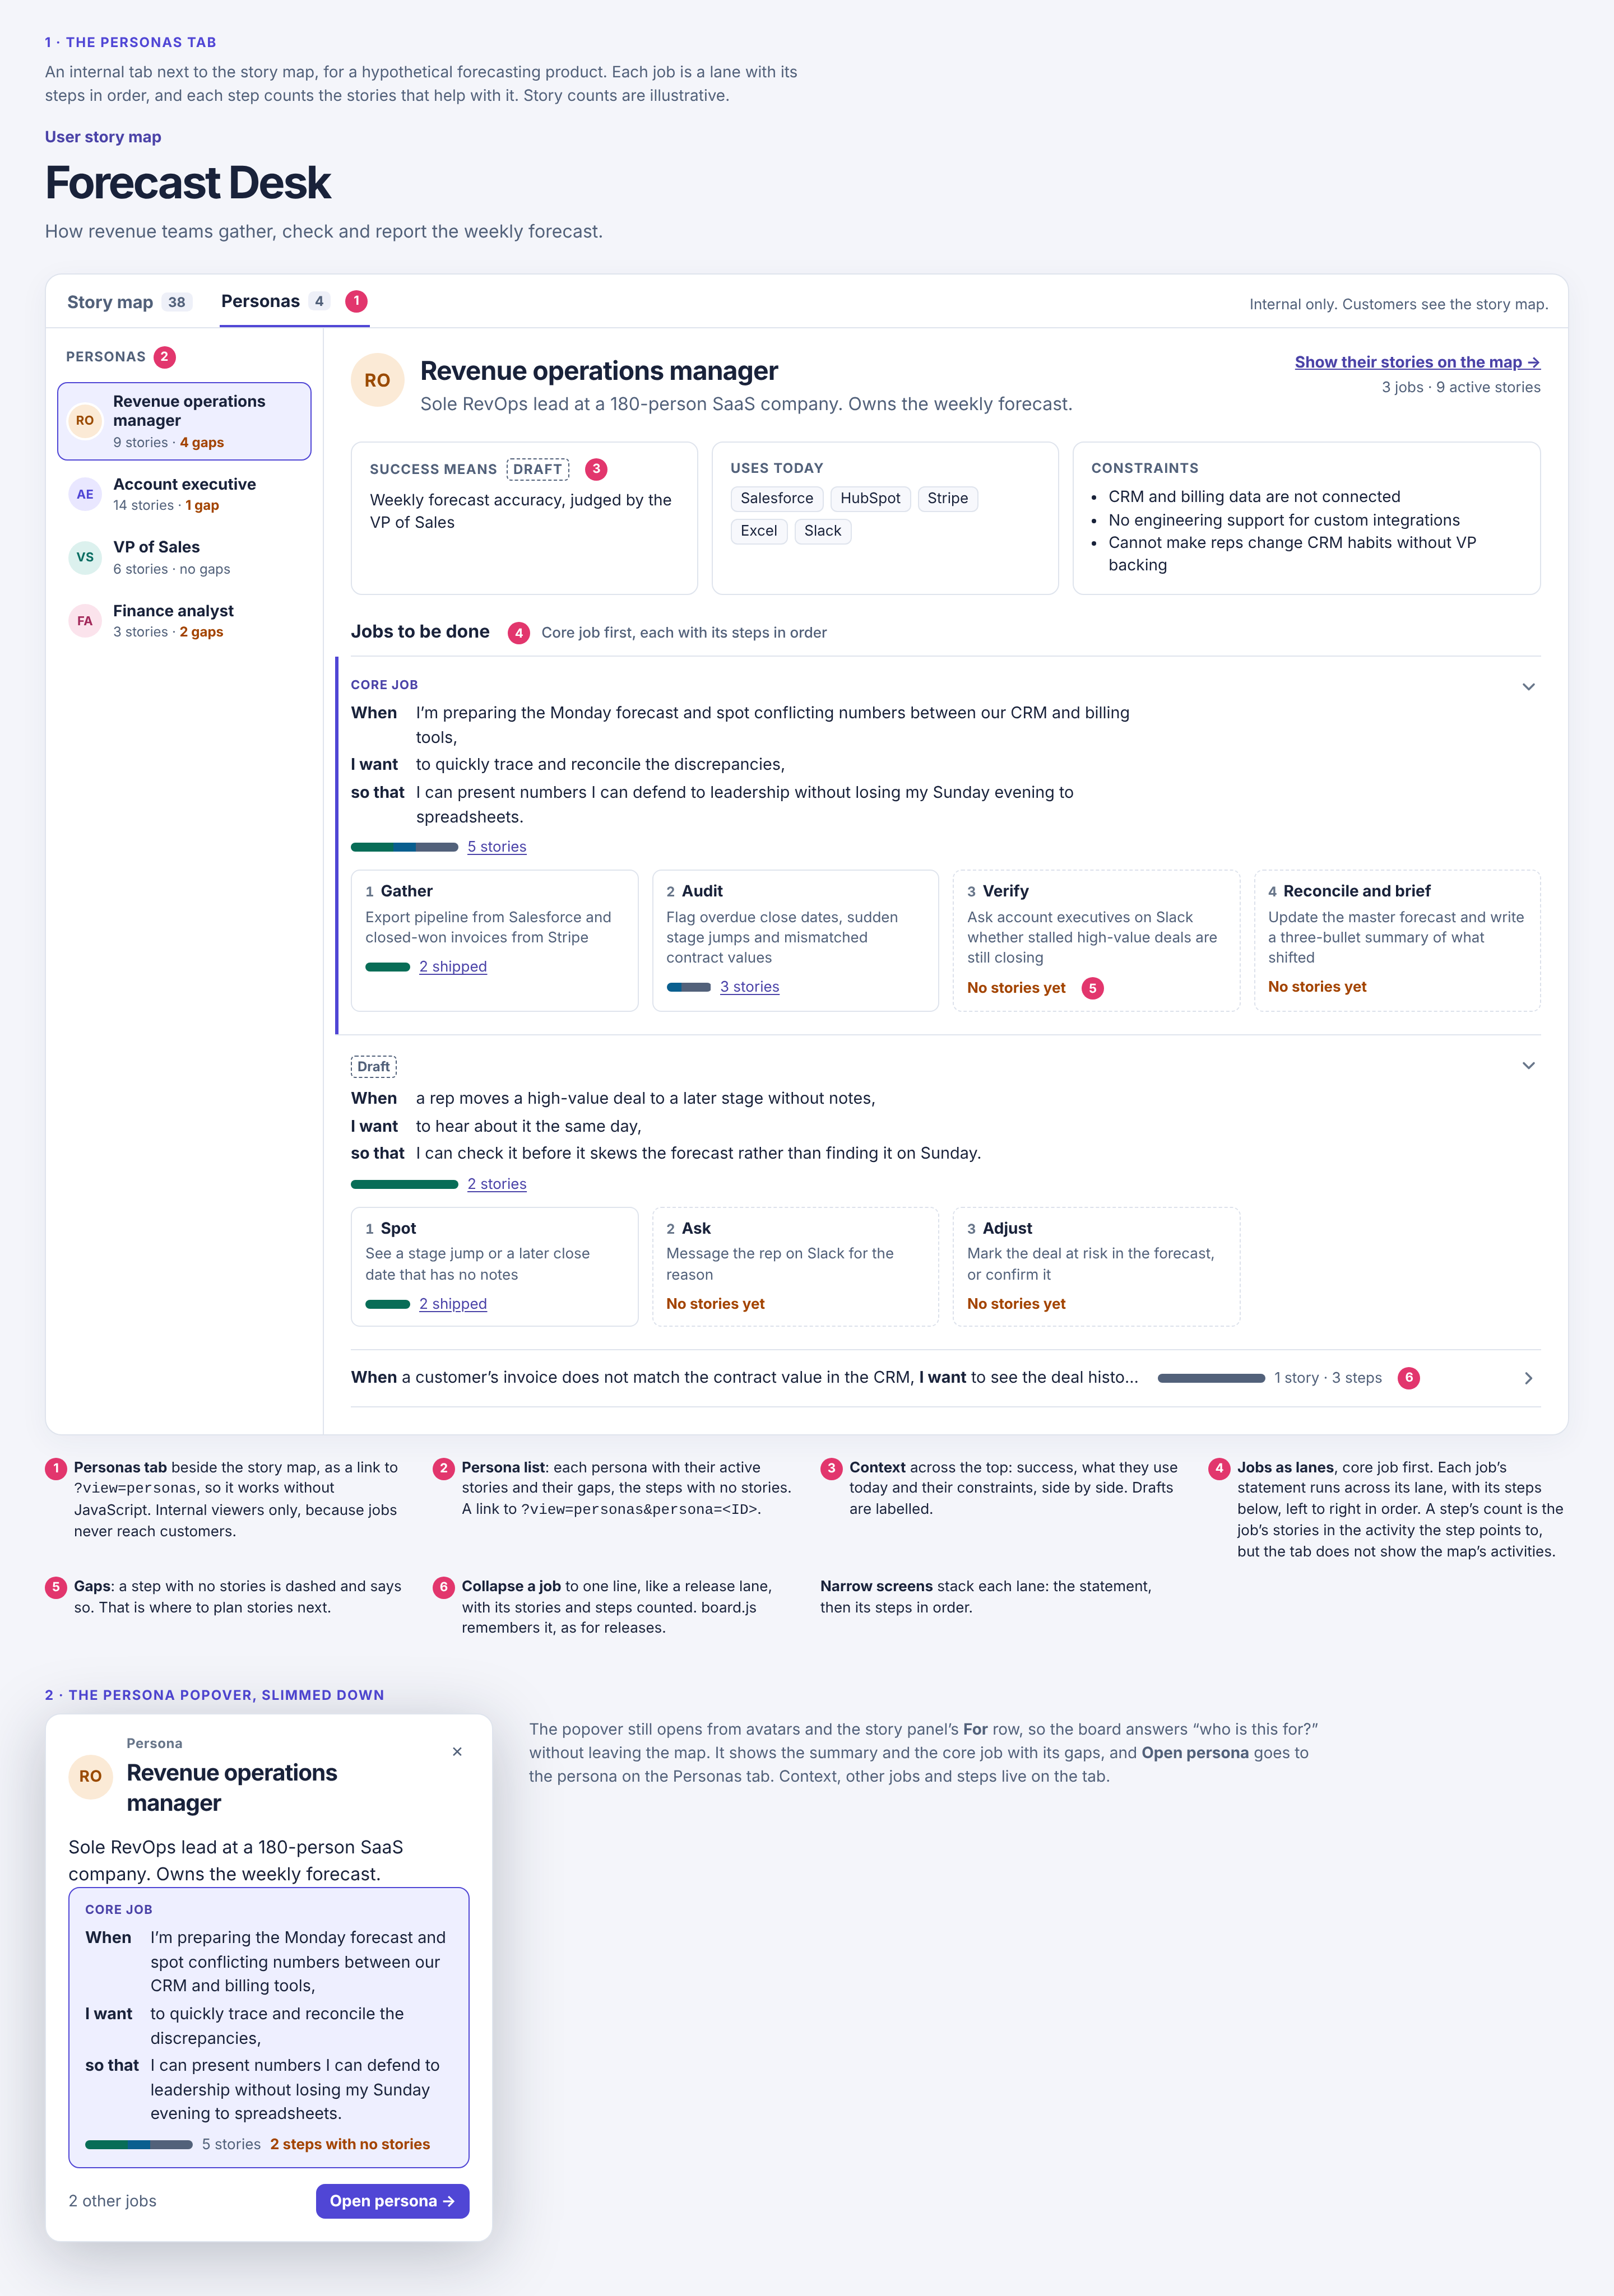 1 · THE PERSONAS TAB
An internal tab next to the story map, for a hypothetical forecasting product. Each job is a lane with its
steps in order, and each step counts the stories that help with it. Story counts are illustrative.
User story map
Forecast Desk
How revenue teams gather, check and report the weekly forecast.
Story map 38 Personas 4 1
Internal only. Customers see the story map.
PERSONAS 2
RO
Revenue operations
manager
9 stories · 4 gaps
AE
Account executive
14 stories · 1 gap
VS
VP of Sales
6 stories · no gaps
FA
Finance analyst
3 stories · 2 gaps
RO
Revenue operations manager
Sole RevOps lead at a 180-person SaaS company. Owns the weekly forecast.
Show their stories on the map →
3 jobs · 9 active stories
SUCCESS MEANS DRAFT 3
Weekly forecast accuracy, judged by the
VP of Sales
USES TODAY
Salesforce HubSpot Stripe
Excel Slack
CONSTRAINTS
• CRM and billing data are not connected
• No engineering support for custom integrations
• Cannot make reps change CRM habits without VP
backing
Jobs to be done 4 Core job first, each with its steps in order
CORE JOB
When I’m preparing the Monday forecast and spot conflicting numbers between our CRM and billing
tools,
I want to quickly trace and reconcile the discrepancies,
so that I can present numbers I can defend to leadership without losing my Sunday evening to
spreadsheets.
5 stories
1 Gather
Export pipeline from Salesforce and
closed-won invoices from Stripe
2 shipped
2 Audit
Flag overdue close dates, sudden
stage jumps and mismatched
contract values
3 stories
3 Verify
Ask account executives on Slack
whether stalled high-value deals are
still closing
No stories yet 5
4 Reconcile and brief
Update the master forecast and write
a three-bullet summary of what
shifted
No stories yet
Draft
When a rep moves a high-value deal to a later stage without notes,
I want to hear about it the same day,
so that I can check it before it skews the forecast rather than finding it on Sunday.
2 stories
1 Spot
See a stage jump or a later close
date that has no notes
2 shipped
2 Ask
Message the rep on Slack for the
reason
No stories yet
3 Adjust
Mark the deal at risk in the forecast,
or confirm it
No stories yet
When a customer’s invoice does not match the contract value in the CRM, I want to see the deal histo… 1 story · 3 steps 6
1 Personas tab beside the story map, as a link to
?view=personas, so it works without
JavaScript. Internal viewers only, because jobs
never reach customers.
2 Persona list: each persona with their active
stories and their gaps, the steps with no stories.
A link to ?view=personas&persona=<ID>.
3 Context across the top: success, what they use
today and their constraints, side by side. Drafts
are labelled.
4 Jobs as lanes, core job first. Each job’s
statement runs across its lane, with its steps
below, left to right in order. A step’s count is the
job’s stories in the activity the step points to,
but the tab does not show the map’s activities.
5 Gaps: a step with no stories is dashed and says
so. That is where to plan stories next.
6 Collapse a job to one line, like a release lane,
with its stories and steps counted. board.js
remembers it, as for releases.
Narrow screens stack each lane: the statement,
then its steps in order.
2 · THE PERSONA POPOVER, SLIMMED DOWN
RO
Persona
Revenue operations
manager
×
Sole RevOps lead at a 180-person SaaS
company. Owns the weekly forecast.
CORE JOB
When I’m preparing the Monday forecast and
spot conflicting numbers between our
CRM and billing tools,
I want to quickly trace and reconcile the
discrepancies,
so that I can present numbers I can defend to
leadership without losing my Sunday
evening to spreadsheets.
5 stories 2 steps with no stories
2 other jobs
Open persona →
The popover still opens from avatars and the story panel’s For row, so the board answers “who is this for?”
without leaving the map. It shows the summary and the core job with its gaps, and Open persona goes to
the persona on the Personas tab. Context, other jobs and steps live on the tab.